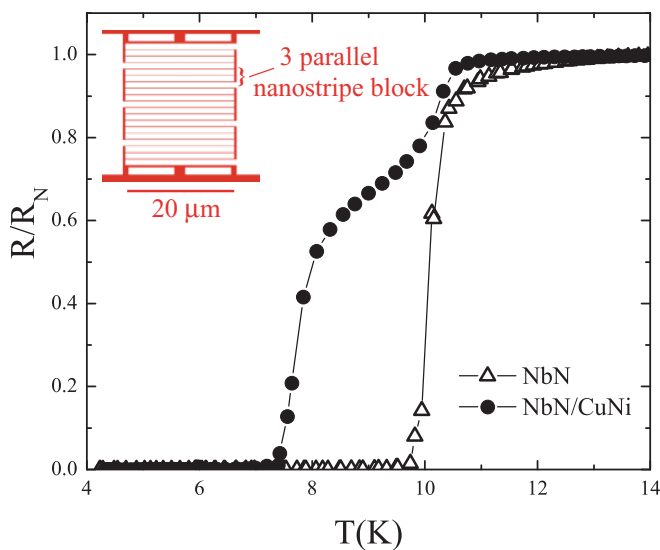 3 parallel
nanostripe block
20 μm
R/R_N
1.0
0.8
0.6
0.4
0.2
0.0
NbN
NbN/CuNi
4
6
8
10
12
14
T(K)